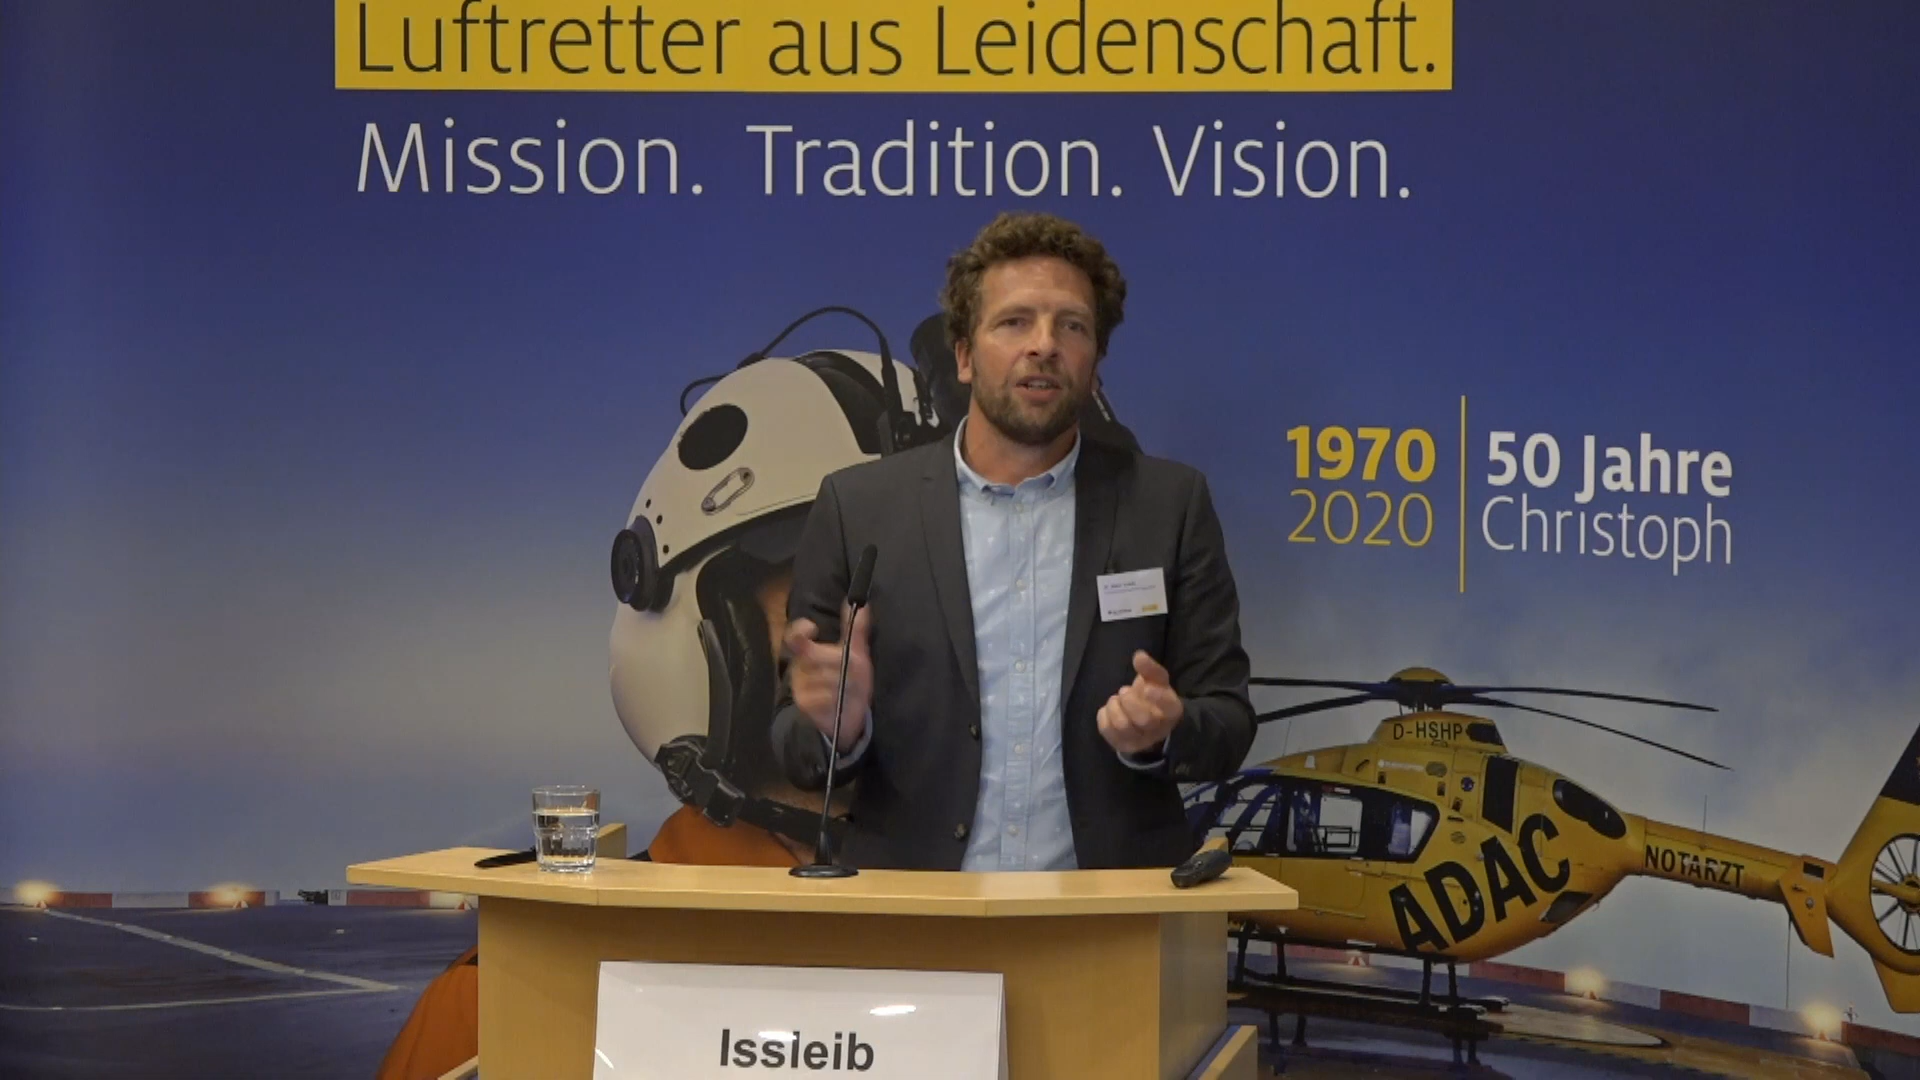 Luftretter aus Leidenschaft.
Mission. Tradition. Vision.
1970
2020
50 Jahre
Christoph
D-HSHP
ADAC
NOTARZT
Issleib